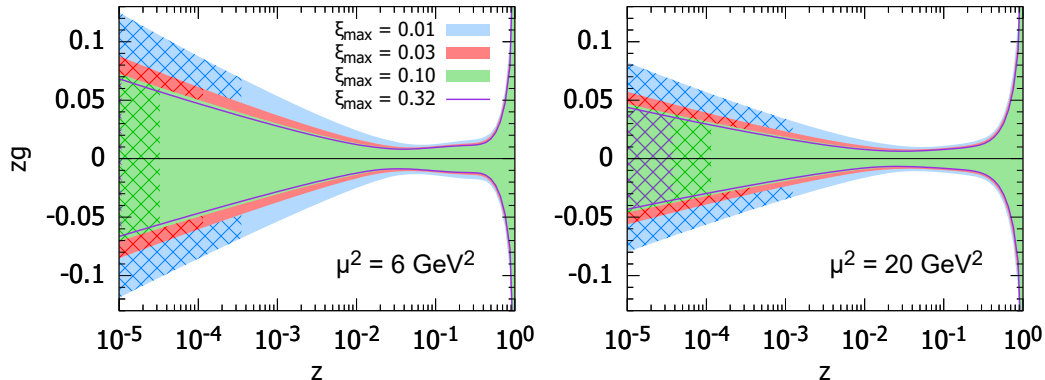 0.1
0.05
0
-0.05
-0.1
zg
ξmax = 0.01
ξmax = 0.03
ξmax = 0.10
ξmax = 0.32
μ² = 6 GeV²
10⁻⁵ 10⁻⁴ 10⁻³ 10⁻² 10⁻¹ 10⁰
z
0.1
0.05
0
-0.05
-0.1
μ² = 20 GeV²
10⁻⁵ 10⁻⁴ 10⁻³ 10⁻² 10⁻¹ 10⁰
z